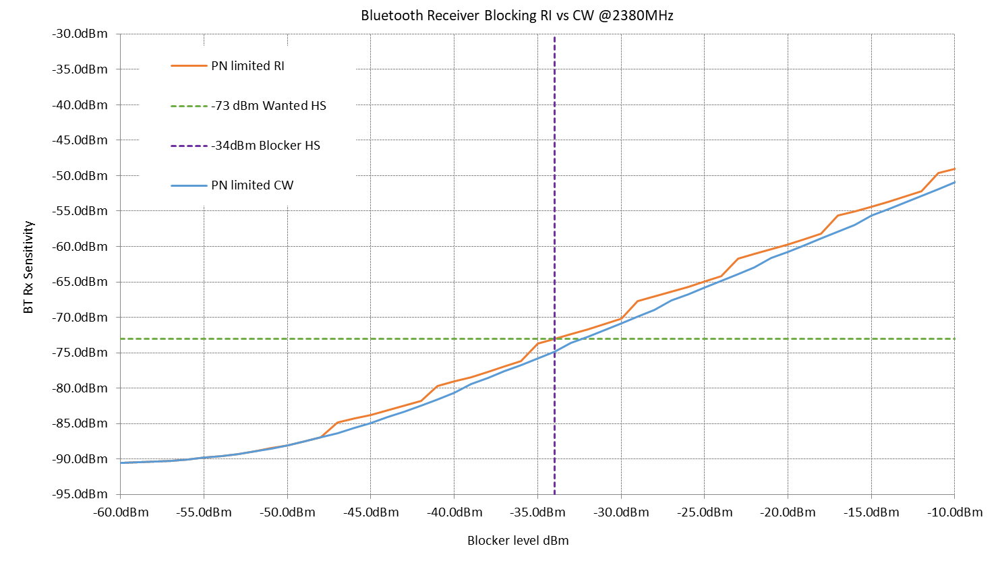 Bluetooth Receiver Blocking RI vs CW @2380MHz
-30.0dBm
-35.0dBm
-40.0dBm
-45.0dBm
-50.0dBm
-55.0dBm
-60.0dBm
-65.0dBm
-70.0dBm
-75.0dBm
-80.0dBm
-85.0dBm
-90.0dBm
-95.0dBm
BT Rx Sensitivity
PN limited RI
-73 dBm Wanted HS
-34dBm Blocker HS
PN limited CW
-60.0dBm -55.0dBm -50.0dBm -45.0dBm -40.0dBm -35.0dBm -30.0dBm -25.0dBm -20.0dBm -15.0dBm -10.0dBm
Blocker level dBm